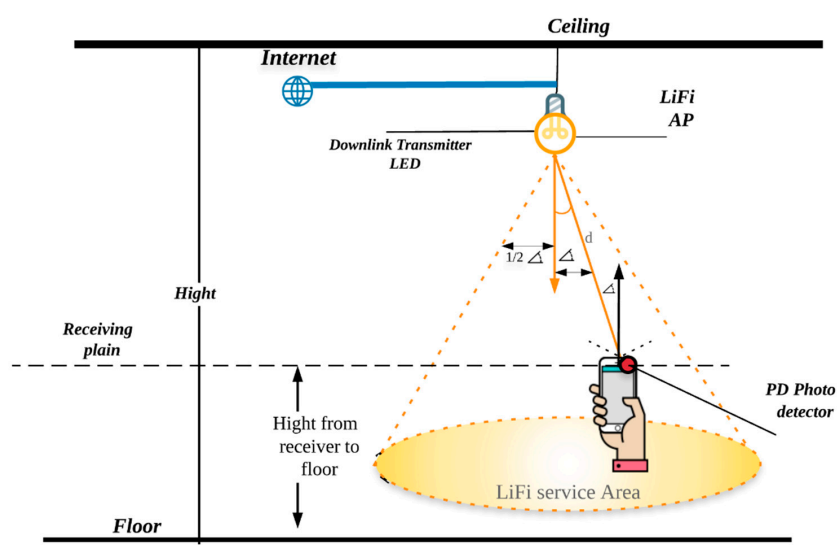 Ceiling
Internet
LiFi
AP
Downlink Transmitter
LED
d
1/2 ∡
∡
∡
Hight
Receiving
plain
PD Photo
detector
Hight from
receiver to
floor
LiFi service Area
Floor